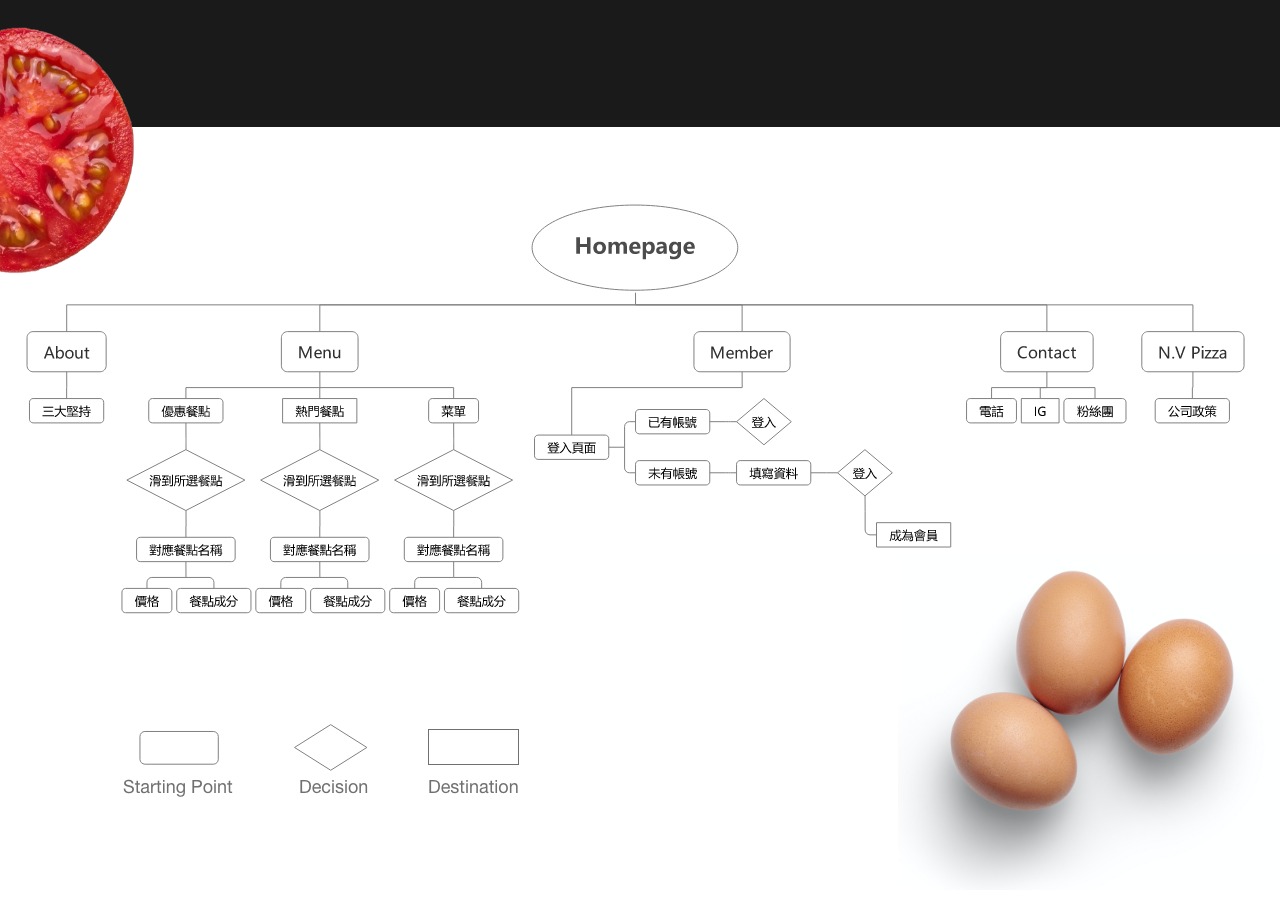 Homepage
About
Menu
Member
Contact
N.V Pizza
三大堅持
優惠餐點
熱門餐點
菜單
電話
IG
粉絲團
公司政策
已有帳號
登入
登入頁面
未有帳號
填寫資料
登入
滑到所選餐點
滑到所選餐點
滑到所選餐點
成為會員
對應餐點名稱
對應餐點名稱
對應餐點名稱
價格
餐點成分
價格
餐點成分
價格
餐點成分
Starting Point
Decision
Destination